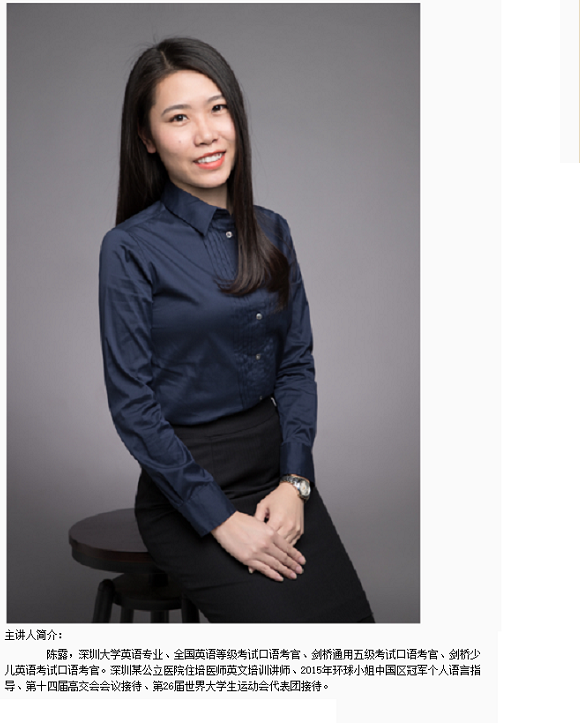 主讲人简介：
陈露，深圳大学英语专业、全国英语等级考试口语考官、剑桥通用五级考试口语考官、剑桥少
儿英语考试口语考官。深圳某公立医院住培医师英文培训讲师、2015年环球小姐中国区冠军个人语言指
导、第十四届高交会会议接待、第26届世界大学生运动会代表团接待。